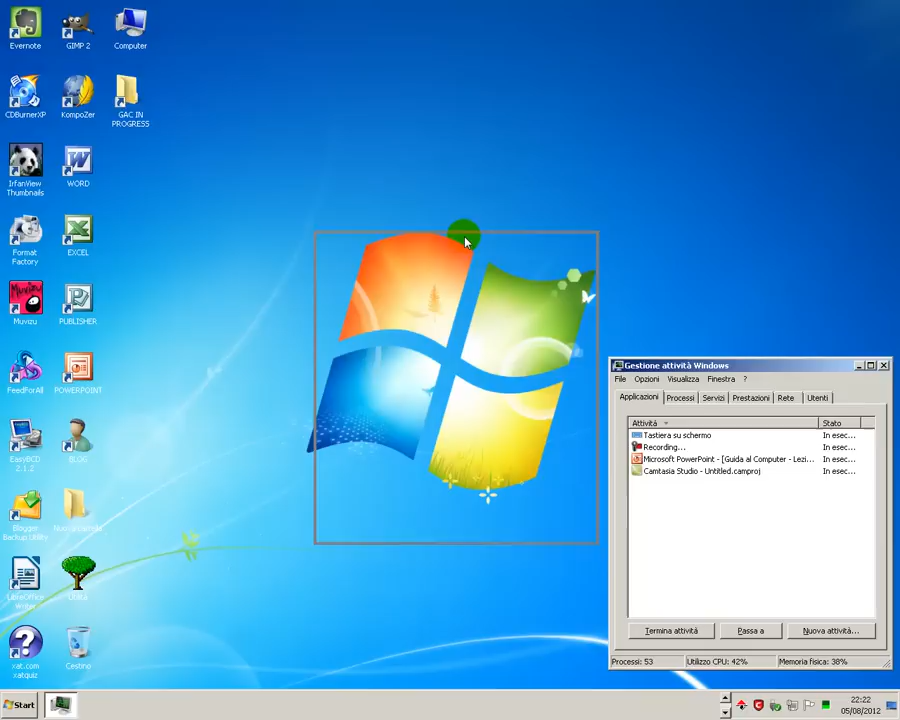 Evernote
GIMP 2
Computer
CDBurnerXP
KompoZer
GAC IN
PROGRESS
IrfanView
Thumbnails
WORD
Format
Factory
EXCEL
Muvizu
PUBLISHER
FeedForAll
POWERPOINT
EasyBCD
2.1.2
BLOG
Blogger
Backup Utility
Nuova cartella
LibreOffice
Writer
Utilità
xat.com
xatquiz
Cestino
Gestione attività Windows
File Opzioni Visualizza Finestra ?
Applicazioni Processi Servizi Prestazioni Rete Utenti
Attività Stato
Tastiera su schermo In esec...
Recording... In esec...
Microsoft PowerPoint - [Guida al Computer - Lezi... In esec...
Camtasia Studio - Untitled.camproj In esec...
Termina attività Passa a Nuova attività...
Processi: 53 Utilizzo CPU: 42% Memoria fisica: 38%
Start
22:22
05/08/2012